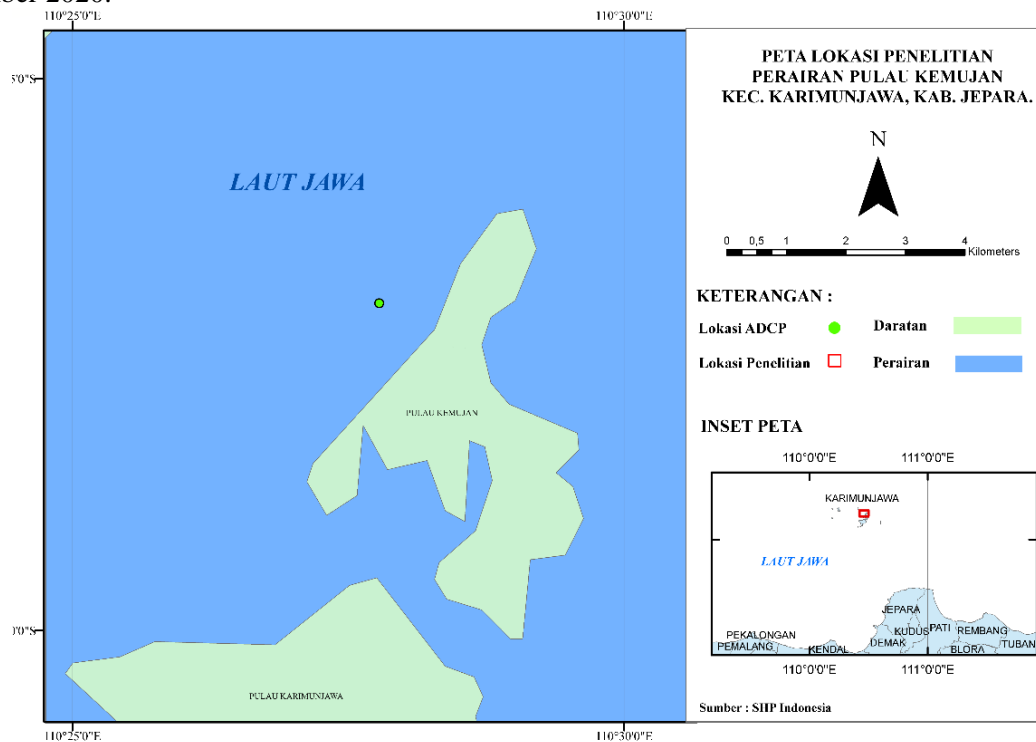 110°25'0"E
110°30'0"E
5'0"S
LAUT JAWA
PULAU KEMUJAN
0'0"S
PULAU KARIMUNJAWA
110°25'0"E
110°30'0"E
PETA LOKASI PENELITIAN
PERAIRAN PULAU KEMUJAN
KEC. KARIMUNJAWA, KAB. JEPARA.
N
0 0,5 1 2 3 4
Kilometers
KETERANGAN :
Lokasi ADCP
Daratan
Lokasi Penelitian
Perairan
INSET PETA
110°0'0"E
111°0'0"E
KARIMUNJAWA
LAUT JAWA
JEPARA
KUDUS
PATI
REMBANG
PEKALONGAN
PEMALANG
KENDAL
DEMAK
BLORA
TUBAN
110°0'0"E
111°0'0"E
Sumber : SHP Indonesia